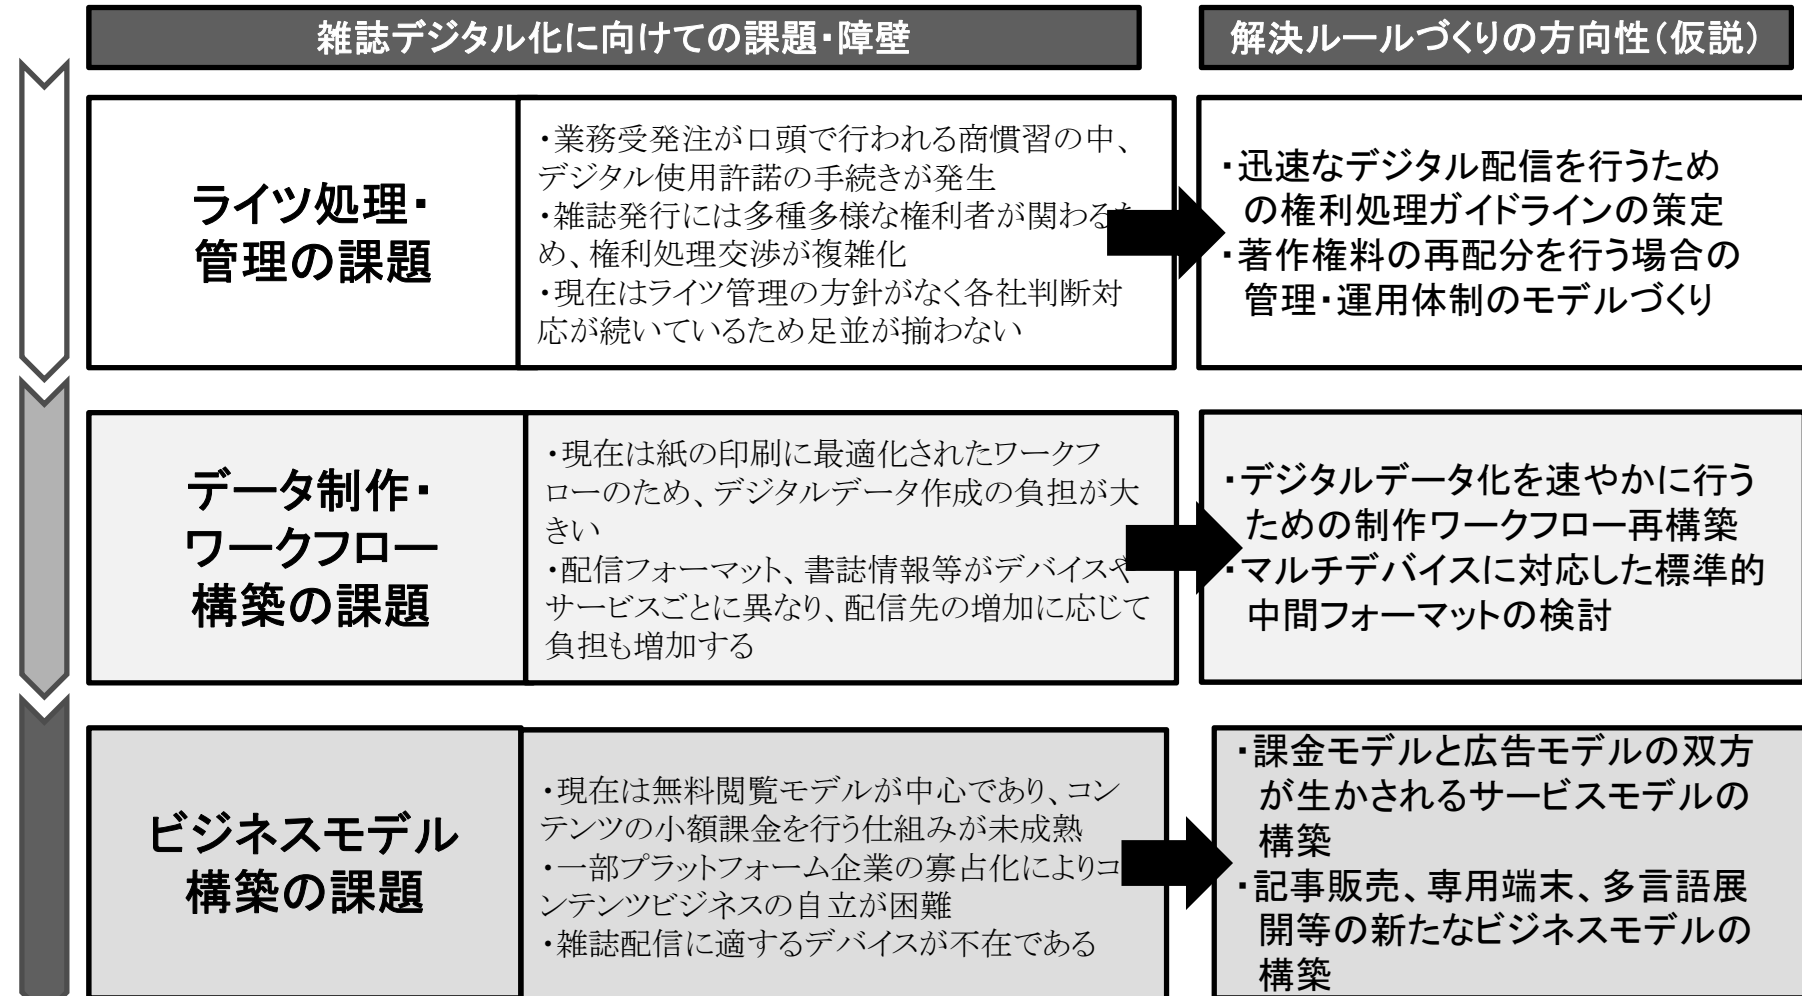 雑誌デジタル化に向けての課題・障壁
解決ルールづくりの方向性(仮説)
ライツ処理・
管理の課題
・業務受発注が口頭で行われる商慣習の中、
デジタル使用許諾の手続きが発生
・雑誌発行には多種多様な権利者が関わるた
め、権利処理交渉が複雑化
・現在はライツ管理の方針がなく各社判断対
応が続いているため足並が揃わない
・迅速なデジタル配信を行うため
の権利処理ガイドラインの策定
・著作権料の再配分を行う場合の
管理・運用体制のモデルづくり
データ制作・
ワークフロー
構築の課題
・現在は紙の印刷に最適化されたワークフ
ローのため、デジタルデータ作成の負担が大
きい
・配信フォーマット、書誌情報等がデバイスや
サービスごとに異なり、配信先の増加に応じて
負担も増加する
・デジタルデータ化を速やかに行う
ための制作ワークフロー再構築
・マルチデバイスに対応した標準的
中間フォーマットの検討
ビジネスモデル
構築の課題
・現在は無料閲覧モデルが中心であり、コン
テンツの小額課金を行う仕組みが未成熟
・一部プラットフォーム企業の寡占化によりコ
ンテンツビジネスの自立が困難
・雑誌配信に適するデバイスが不在である
・課金モデルと広告モデルの双方
が生かされるサービスモデルの
構築
・記事販売、専用端末、多言語展
開等の新たなビジネスモデルの
構築